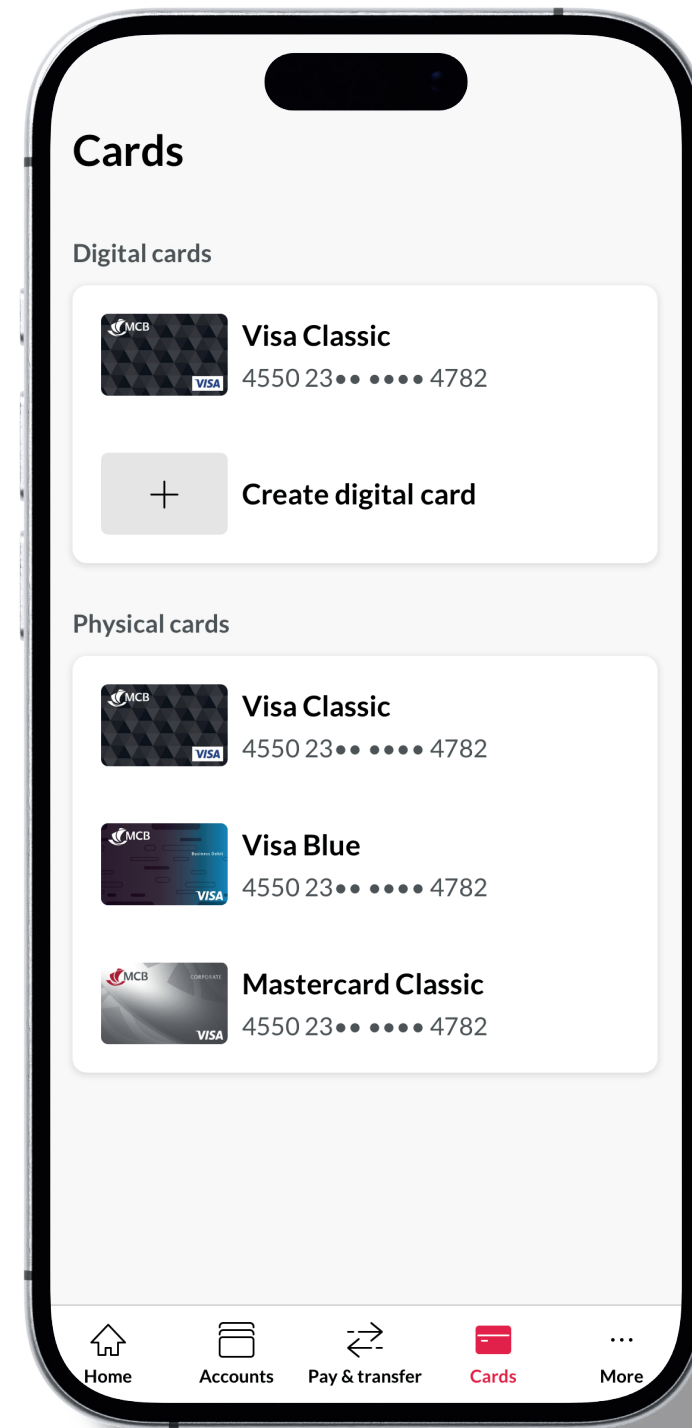 Cards
Digital cards
MCB
VISA
Visa Classic
4550 23•• •••• 4782
Create digital card
Physical cards
MCB
VISA
Visa Classic
4550 23•• •••• 4782
MCB
Business Debit
VISA
Visa Blue
4550 23•• •••• 4782
MCB
CORPORATE
VISA
Mastercard Classic
4550 23•• •••• 4782
Home
Accounts
Pay & transfer
Cards
More